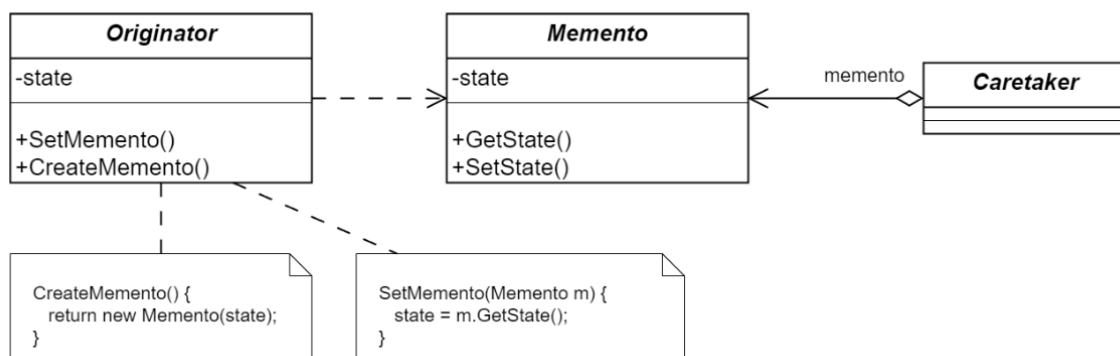 Originator
-state
+SetMemento()
+CreateMemento()
Memento
-state
+GetState()
+SetState()
memento
Caretaker
CreateMemento() {
return new Memento(state);
}
SetMemento(Memento m) {
state = m.GetState();
}